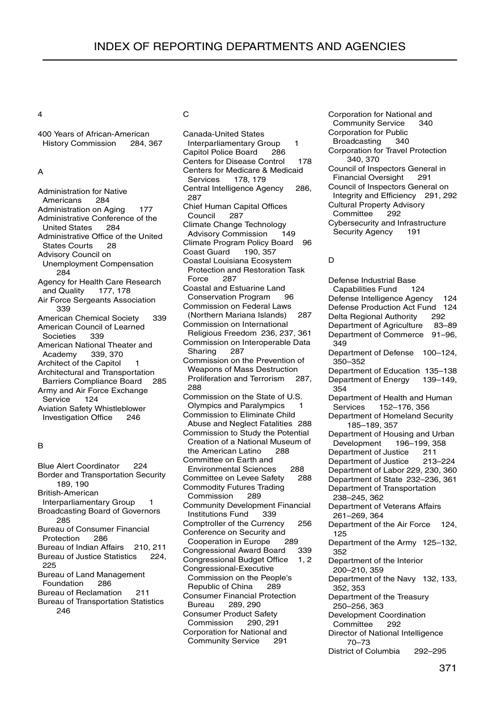 INDEX OF REPORTING DEPARTMENTS AND AGENCIES
4
400 Years of African-American
History Commission 284, 367
A
Administration for Native
Americans 284
Administration on Aging 177
Administrative Conference of the
United States 284
Administrative Office of the United
States Courts 28
Advisory Council on
Unemployment Compensation
284
Agency for Health Care Research
and Quality 177, 178
Air Force Sergeants Association
339
American Chemical Society 339
American Council of Learned
Societies 339
American National Theater and
Academy 339, 370
Architect of the Capitol 1
Architectural and Transportation
Barriers Compliance Board 285
Army and Air Force Exchange
Service 124
Aviation Safety Whistleblower
Investigation Office 246
B
Blue Alert Coordinator 224
Border and Transportation Security
189, 190
British-American
Interparliamentary Group 1
Broadcasting Board of Governors
285
Bureau of Consumer Financial
Protection 286
Bureau of Indian Affairs 210, 211
Bureau of Justice Statistics 224,
225
Bureau of Land Management
Foundation 286
Bureau of Reclamation 211
Bureau of Transportation Statistics
246
C
Canada-United States
Interparliamentary Group 1
Capitol Police Board 286
Centers for Disease Control 178
Centers for Medicare & Medicaid
Services 178, 179
Central Intelligence Agency 286,
287
Chief Human Capital Offices
Council 287
Climate Change Technology
Advisory Commission 149
Climate Program Policy Board 96
Coast Guard 190, 357
Coastal Louisiana Ecosystem
Protection and Restoration Task
Force 287
Coastal and Estuarine Land
Conservation Program 96
Commission on Federal Laws
(Northern Mariana Islands) 287
Commission on International
Religious Freedom 236, 237, 361
Commission on Interoperable Data
Sharing 287
Commission on the Prevention of
Weapons of Mass Destruction
Proliferation and Terrorism 287,
288
Commission on the State of U.S.
Olympics and Paralympics 1
Commission to Eliminate Child
Abuse and Neglect Fatalities 288
Commission to Study the Potential
Creation of a National Museum of
the American Latino 288
Committee on Earth and
Environmental Sciences 288
Committee on Levee Safety 288
Commodity Futures Trading
Commission 289
Community Development Financial
Institutions Fund 339
Comptroller of the Currency 256
Conference on Security and
Cooperation in Europe 289
Congressional Award Board 339
Congressional Budget Office 1, 2
Congressional-Executive
Commission on the People's
Republic of China 289
Consumer Financial Protection
Bureau 289, 290
Consumer Product Safety
Commission 290, 291
Corporation for National and
Community Service 291
Corporation for National and
Community Service 340
Corporation for Public
Broadcasting 340
Corporation for Travel Protection
340, 370
Council of Inspectors General in
Financial Oversight 291
Council of Inspectors General on
Integrity and Efficiency 291, 292
Cultural Property Advisory
Committee 292
Cybersecurity and Infrastructure
Security Agency 191
D
Defense Industrial Base
Capabilities Fund 124
Defense Intelligence Agency 124
Defense Production Act Fund 124
Delta Regional Authority 292
Department of Agriculture 83–89
Department of Commerce 91–96,
349
Department of Defense 100–124,
350–352
Department of Education 135–138
Department of Energy 139–149,
354
Department of Health and Human
Services 152–176, 356
Department of Homeland Security
185–189, 357
Department of Housing and Urban
Development 196–199, 358
Department of Justice 211
Department of Justice 213–224
Department of Labor 229, 230, 360
Department of State 232–236, 361
Department of Transportation
238–245, 362
Department of Veterans Affairs
261–269, 364
Department of the Air Force 124,
125
Department of the Army 125–132,
352
Department of the Interior
200–210, 359
Department of the Navy 132, 133,
352, 353
Department of the Treasury
250–256, 363
Development Coordination
Committee 292
Director of National Intelligence
70–73
District of Columbia 292–295
371